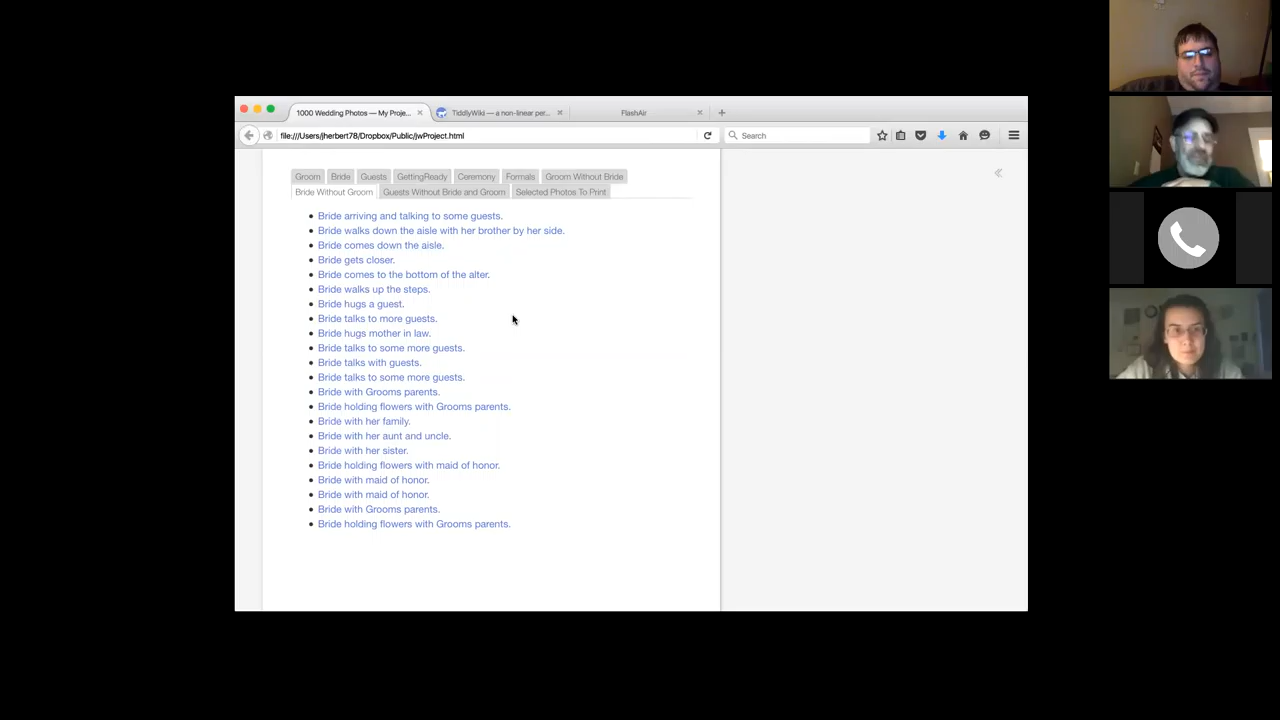 1000 Wedding Photos — My Proje...
TiddlyWiki — a non-linear per...
FlashAir
file:///Users/jherbert78/Dropbox/Public/jwProject.html
Search
Groom Bride Guests GettingReady Ceremony Formals Groom Without Bride
Bride Without Groom Guests Without Bride and Groom Selected Photos To Print
Bride arriving and talking to some guests.
Bride walks down the aisle with her brother by her side.
Bride comes down the aisle.
Bride gets closer.
Bride comes to the bottom of the alter.
Bride walks up the steps.
Bride hugs a guest.
Bride talks to more guests.
Bride hugs mother in law.
Bride talks to some more guests.
Bride talks with guests.
Bride talks to some more guests.
Bride with Grooms parents.
Bride holding flowers with Grooms parents.
Bride with her family.
Bride with her aunt and uncle.
Bride with her sister.
Bride holding flowers with maid of honor.
Bride with maid of honor.
Bride with maid of honor.
Bride with Grooms parents.
Bride holding flowers with Grooms parents.